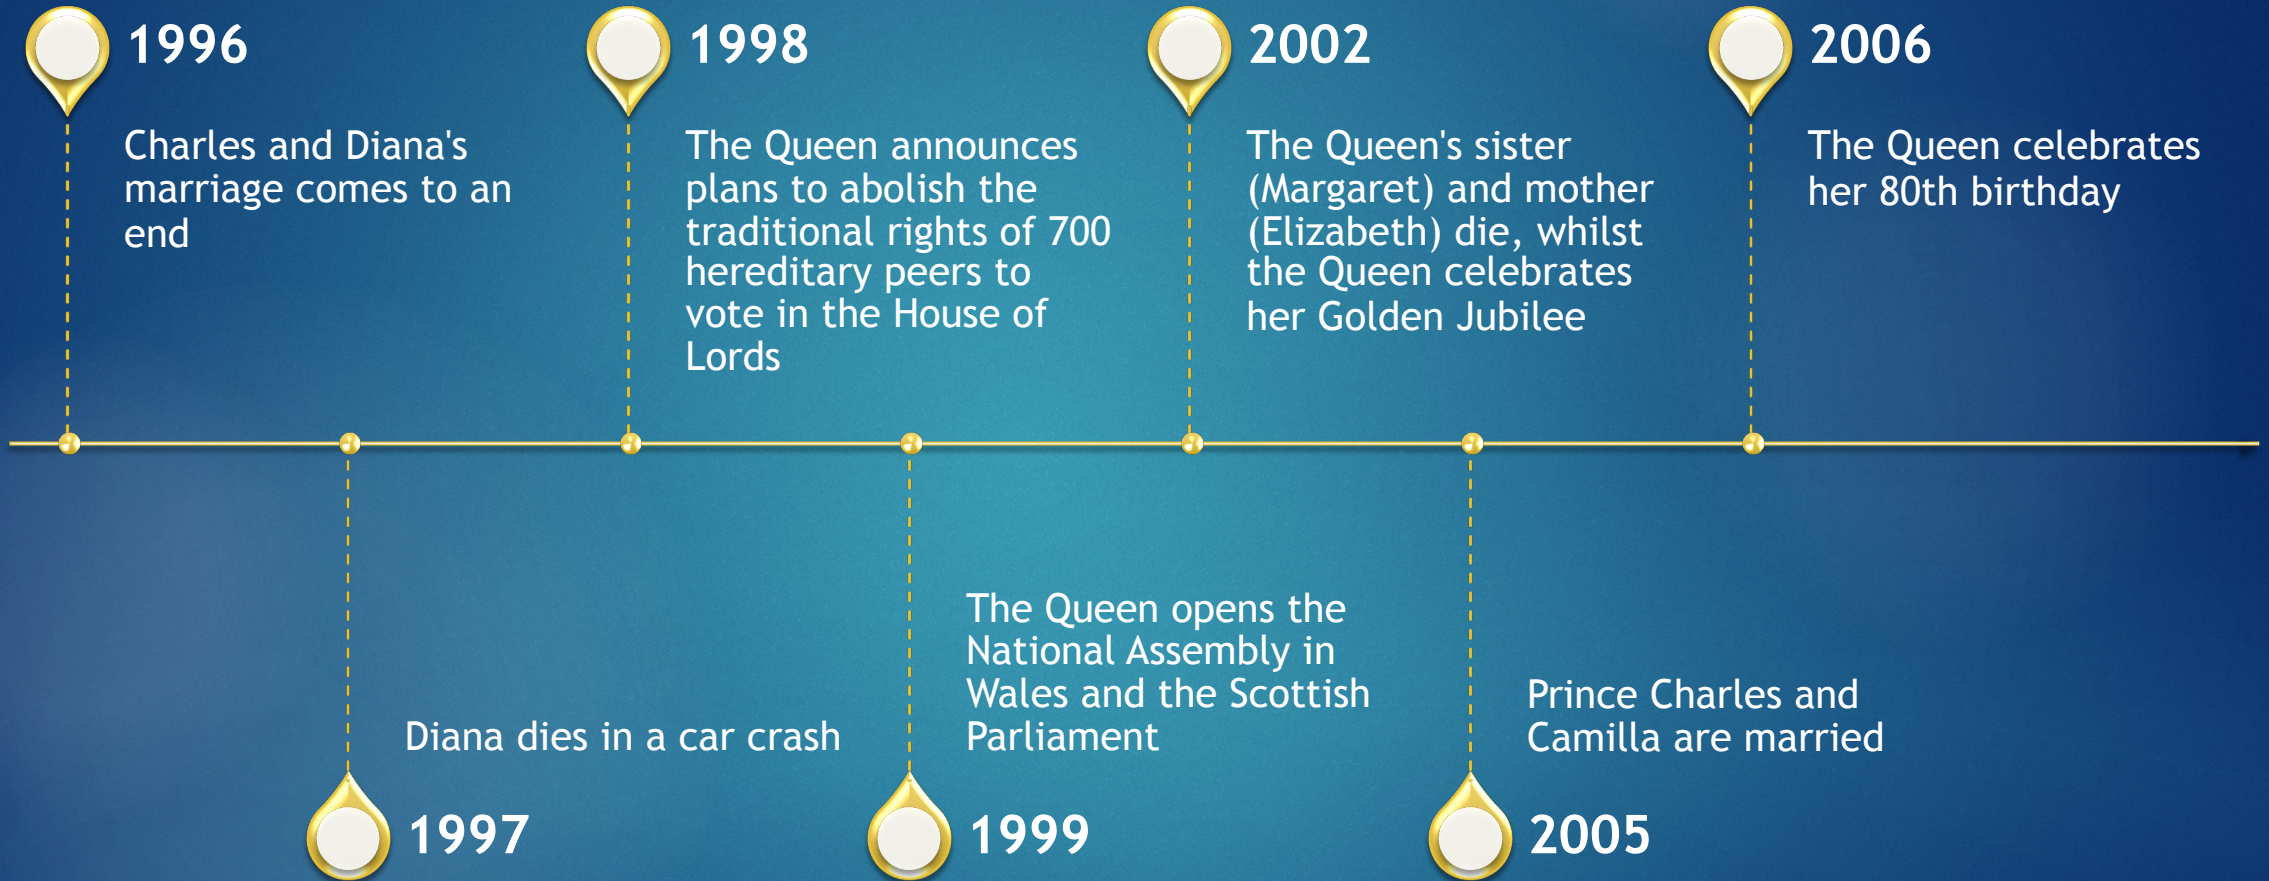 1996
Charles and Diana's
marriage comes to an
end
1997
Diana dies in a car crash
1998
The Queen announces
plans to abolish the
traditional rights of 700
hereditary peers to
vote in the House of
Lords
1999
The Queen opens the
National Assembly in
Wales and the Scottish
Parliament
2002
The Queen's sister
(Margaret) and mother
(Elizabeth) die, whilst
the Queen celebrates
her Golden Jubilee
2005
Prince Charles and
Camilla are married
2006
The Queen celebrates
her 80th birthday